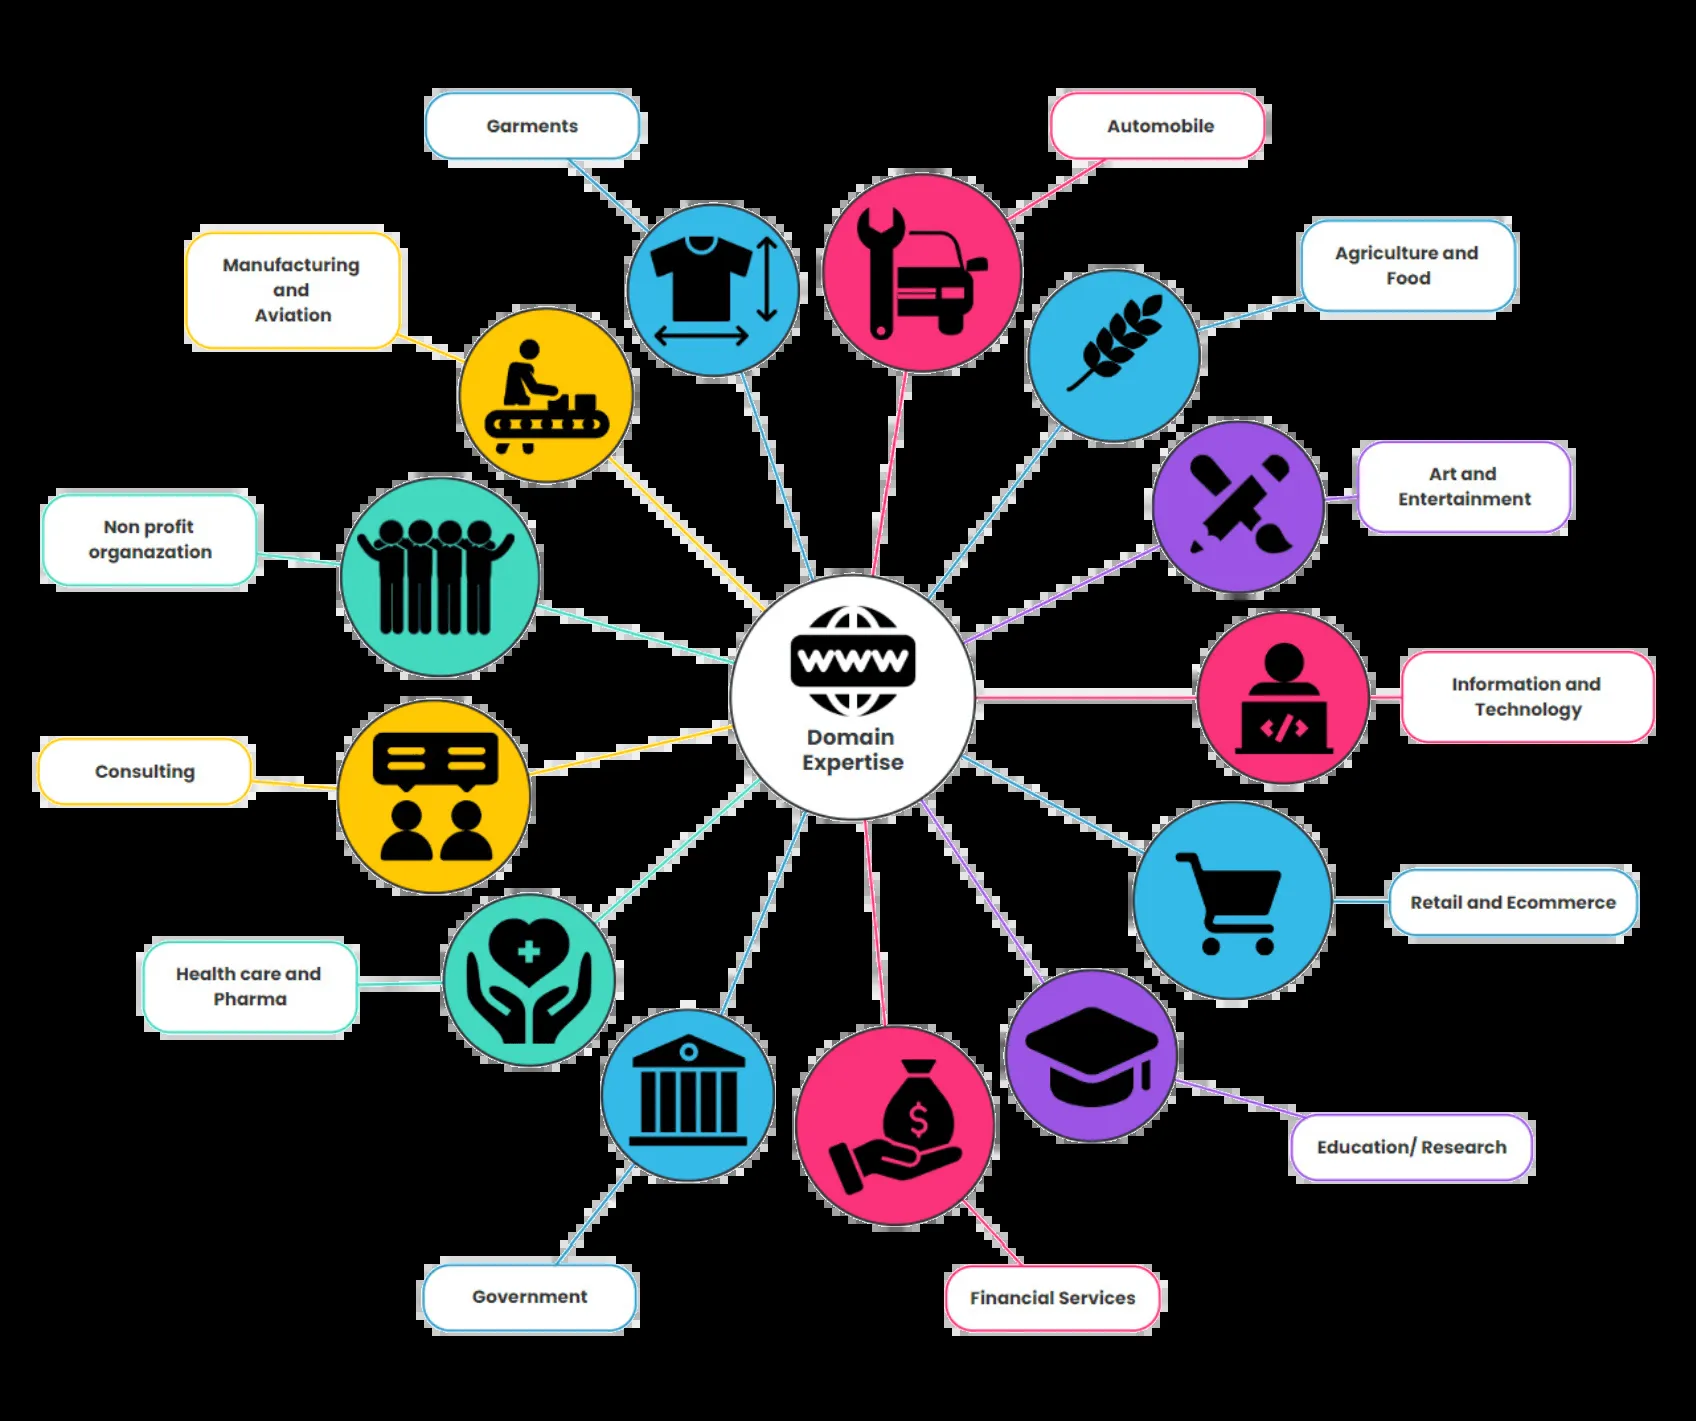 Garments
Automobile
Agriculture and
Food
Manufacturing
and
Aviation
Art and
Entertainment
Non profit
organazation
www
Domain
Expertise
Information and
Technology
</>
Consulting
Retail and Ecommerce
Health care and
Pharma
$
Education/ Research
Government
Financial Services